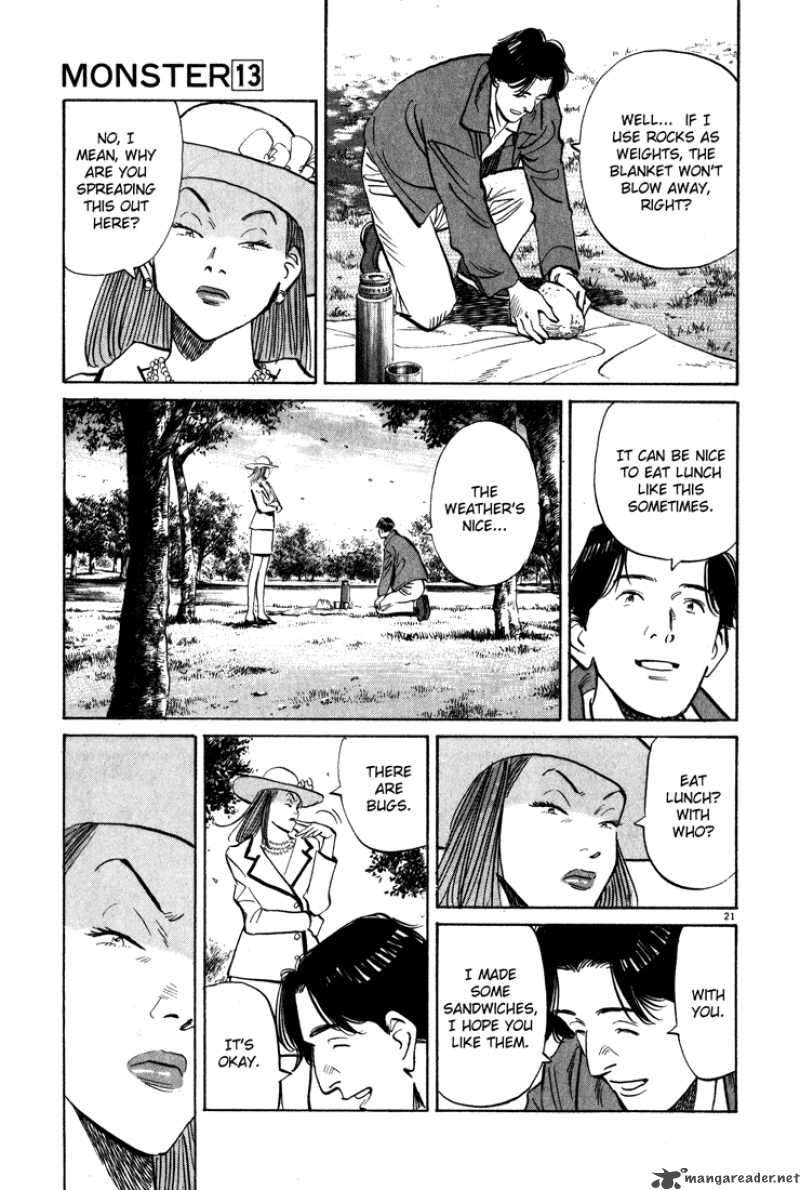 MONSTER 13
WELL... IF I
USE ROCKS AS
WEIGHTS, THE
BLANKET WON'T
BLOW AWAY,
RIGHT?
NO, I
MEAN, WHY
ARE YOU
SPREADING
THIS OUT
HERE?
IT CAN BE NICE
TO EAT LUNCH
LIKE THIS
SOMETIMES.
THE
WEATHER'S
NICE...
EAT
LUNCH?
WITH
WHO?
21
WITH
YOU.
I MADE
SOME
SANDWICHES,
I HOPE YOU
LIKE THEM.
THERE
ARE
BUGS.
IT'S
OKAY.
mangareader.net